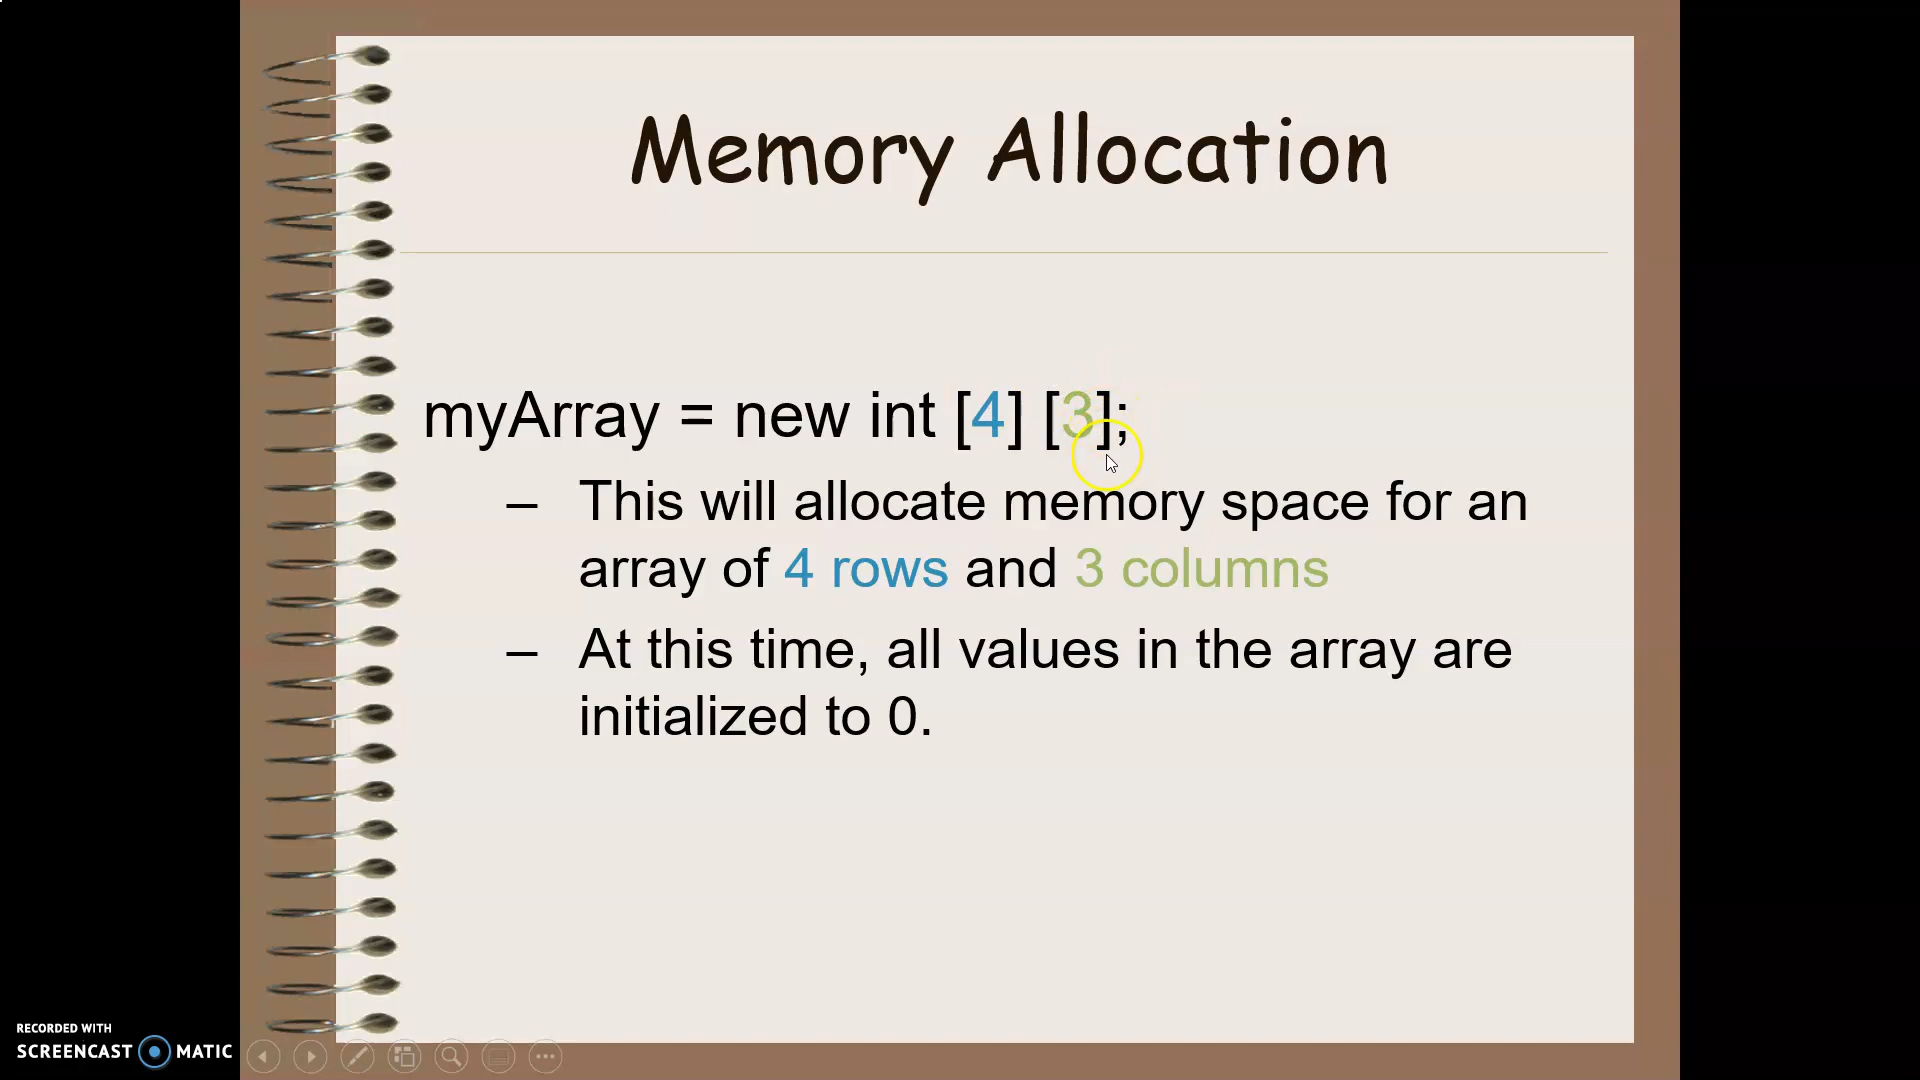 Memory Allocation
myArray = new int [4] [3];
– This will allocate memory space for an
array of 4 rows and 3 columns
– At this time, all values in the array are
initialized to 0.
RECORDED WITH
SCREENCAST MATIC